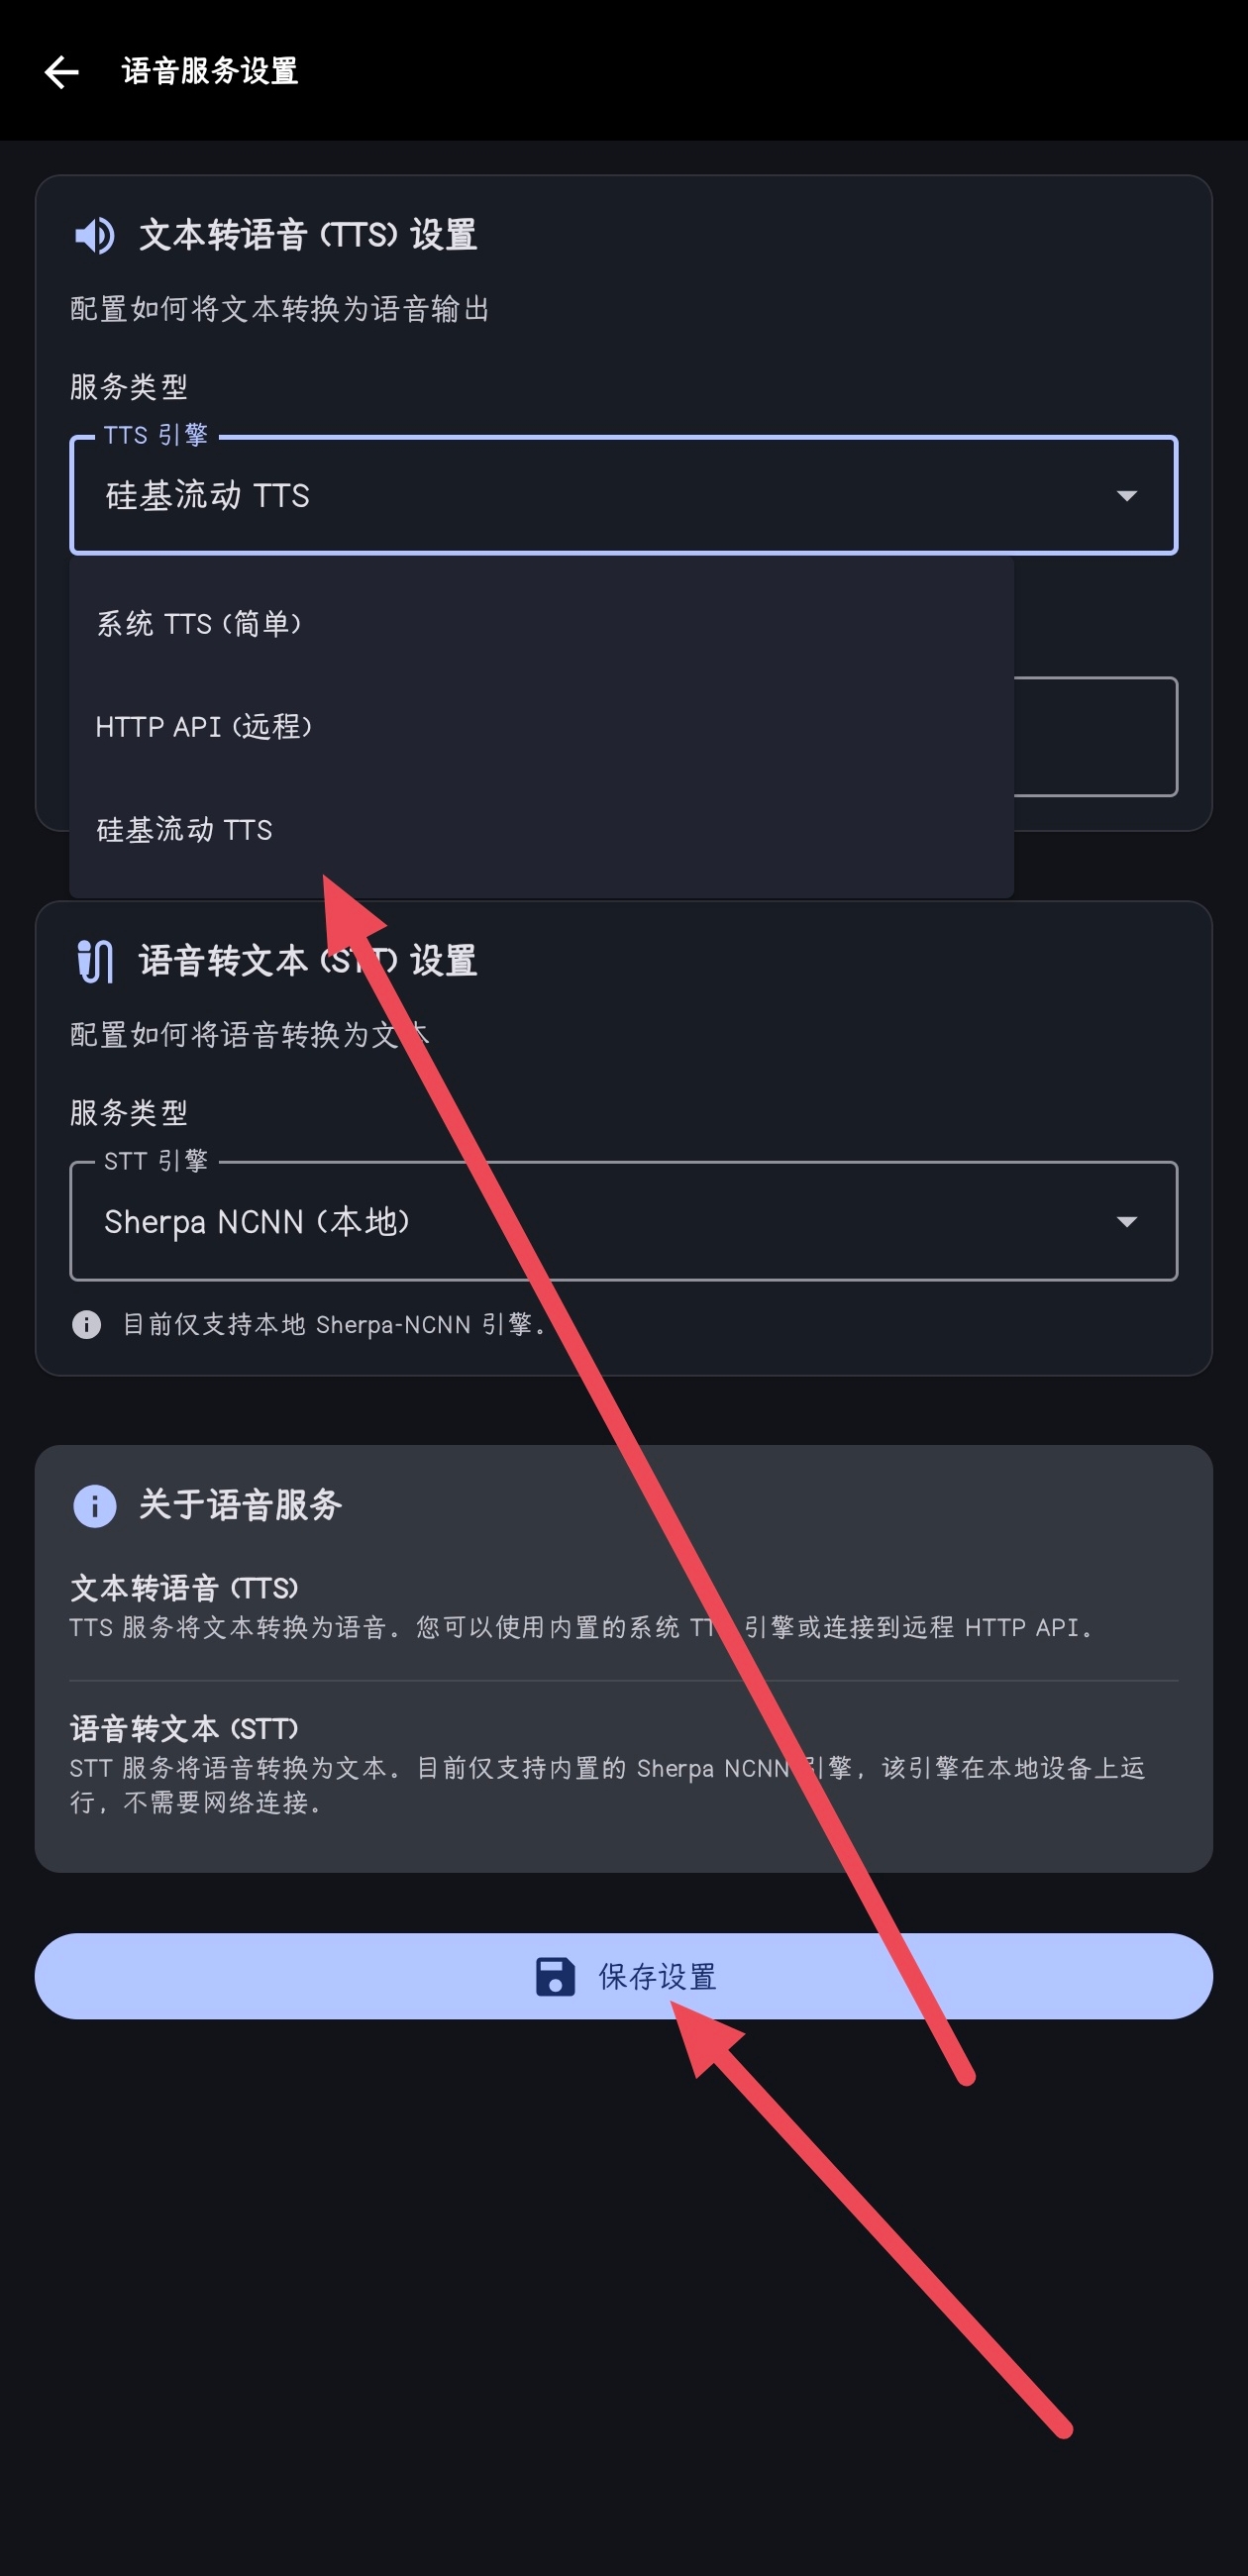 语音服务设置
文本转语音 (TTS) 设置
配置如何将文本转换为语音输出
服务类型
TTS 引擎
硅基流动 TTS
系统 TTS (简单)
HTTP API (远程)
硅基流动 TTS
语音转文本 (STT) 设置
配置如何将语音转换为文本
服务类型
STT 引擎
Sherpa NCNN (本地)
目前仅支持本地 Sherpa-NCNN 引擎。
关于语音服务
文本转语音 (TTS)
TTS 服务将文本转换为语音。您可以使用内置的系统 TTS 引擎或连接到远程 HTTP API。
语音转文本 (STT)
STT 服务将语音转换为文本。目前仅支持内置的 Sherpa NCNN 引擎，该引擎在本地设备上运
行，不需要网络连接。
保存设置